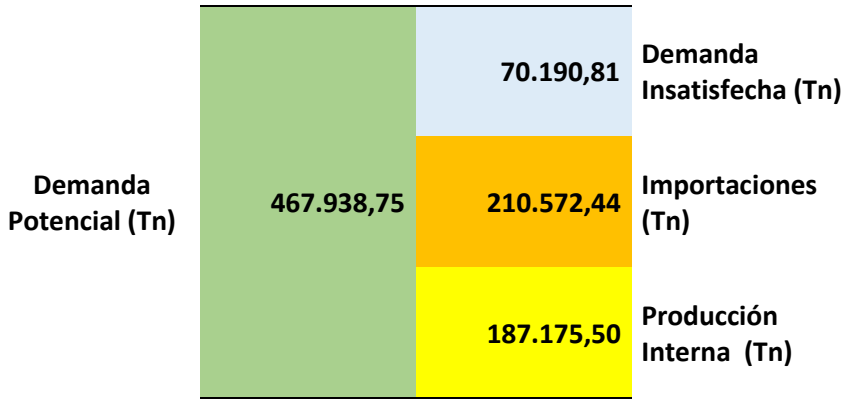 Demanda
Potencial (Tn)
467.938,75
70.190,81
Demanda
Insatisfecha (Tn)
210.572,44
Importaciones
(Tn)
187.175,50
Producción
Interna (Tn)